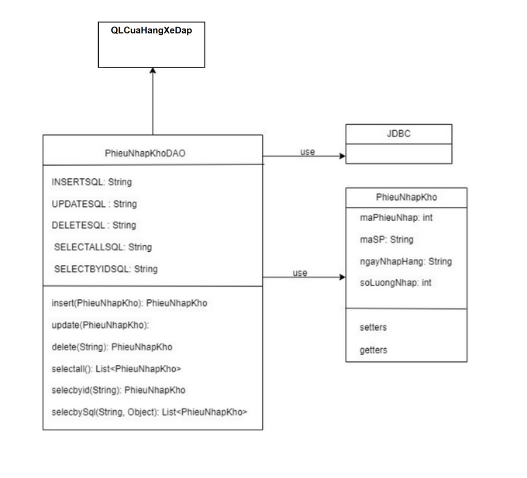 QLCuaHangXeDap
PhieuNhapKhoDAO
INSERTSQL: String
UPDATESQL : String
DELETESQL : String
SELECTALLSQL: String
SELECTBYIDSQL: String
insert(PhieuNhapKho): PhieuNhapKho
update(PhieuNhapKho):
delete(String): PhieuNhapKho
selectall(): List<PhieuNhapKho>
selecbyid(String): PhieuNhapKho
selecbySql(String, Object): List<PhieuNhapKho>
use
JDBC
use
PhieuNhapKho
maPhieuNhap: int
maSP: String
ngayNhapHang: String
soLuongNhap: int
setters
getters